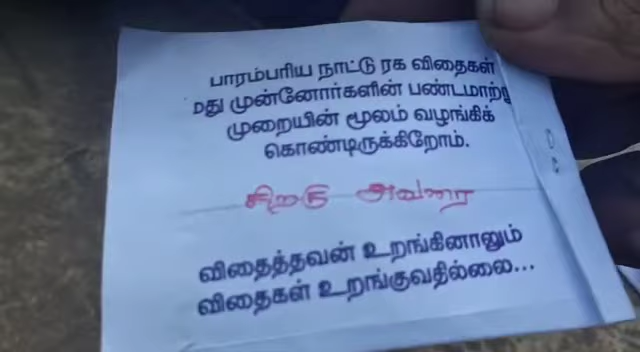 பாரம்பரிய நாட்டு ரக விதைகள்
மது முன்னோர்களின் பண்டமாற்று
முறையின் மூலம் வழங்கிக்
கொண்டிருக்கிறோம்.
சிறகு அவரை
விதைத்தவன் உறங்கினாலும்
விதைகள் உறங்குவதில்லை...